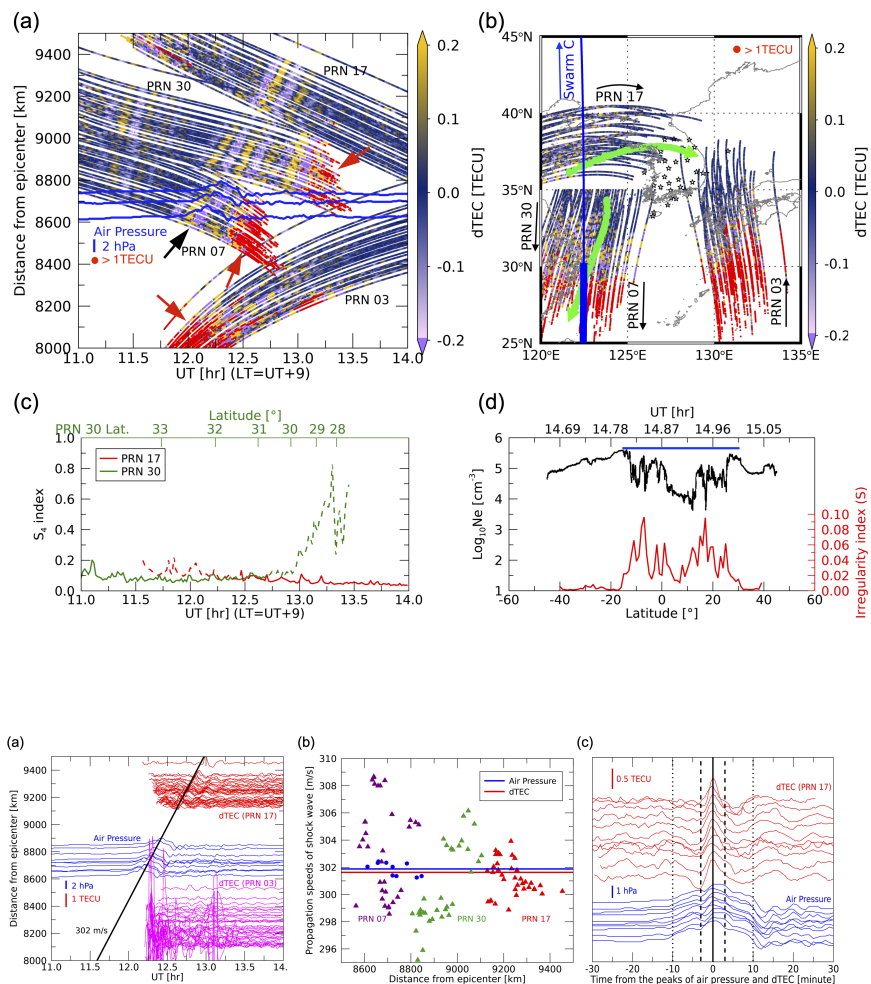 (a)
9500
9400
9200
9000
8800
8600
8400
8200
8000
Distance from epicenter [km]
PRN 17
PRN 30
Air Pressure
2 hPa
> 1TECU
PRN 07
PRN 03
11.0 12.0 13.0 14.0
UT [hr] (LT=UT+9)
0.2
0.1
0.0
-0.1
-0.2
dTEC [TECU]
(b)
45°N
40°N
35°N
30°N
25°N
120°E 125°E 130°E 135°E
Swarm C
> 1TECU
PRN 17
PRN 30
PRN 07
PRN 03
0.2
0.1
0.0
-0.1
-0.2
dTEC [TECU]
(c)
Latitude [°]
PRN 30 Lat. 33 32 31 30 29 28
1.0
0.8
0.6
0.4
0.2
0.0
S4 index
PRN 17
PRN 30
11.0 11.5 12.0 12.5 13.0 13.5 14.0
UT [hr] (LT=UT+9)
(d)
UT [hr]
14.69 14.78 14.87 14.96 15.05
6
5
4
3
2
1
Log10Ne [cm-3]
0.10
0.08
0.06
0.04
0.02
0.00
Irregularity index (S)
-60 -40 -20 0 20 40 60
Latitude [°]
(a)
9400
9200
9000
8800
8600
8400
8200
8000
Distance from epicenter [km]
dTEC (PRN 17)
Air Pressure
2 hPa
1 TECU
dTEC (PRN 03)
302 m/s
11.0 11.5 12.0 12.5 13.0 13.5 14.
UT [hr]
(b)
310
308
306
304
302
300
298
296
Propagation speeds of shock wave [m/s]
Air Pressure
dTEC
PRN 07
PRN 30
PRN 17
8600 8800 9000 9200 9400
Distance from epicenter [km]
(c)
0.5 TECU
dTEC (PRN 17)
1 hPa
Air Pressure
-30 -20 -10 0 10 20 30
Time from the peaks of air pressure and dTEC [minute]